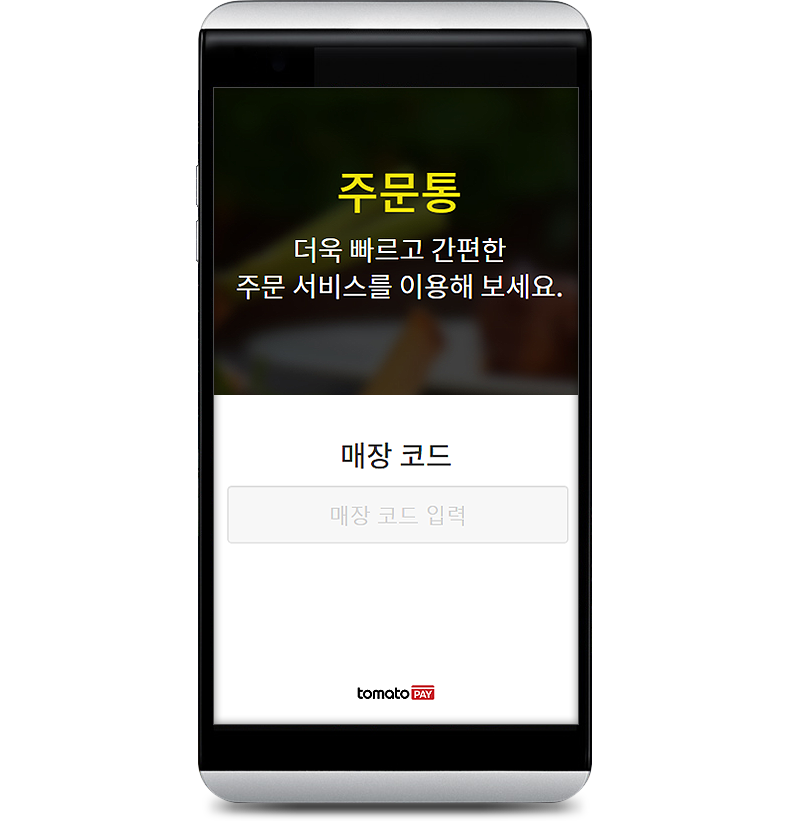 주문통
더욱 빠르고 간편한
주문 서비스를 이용해 보세요.
매장 코드
매장 코드 입력
tomato PAY